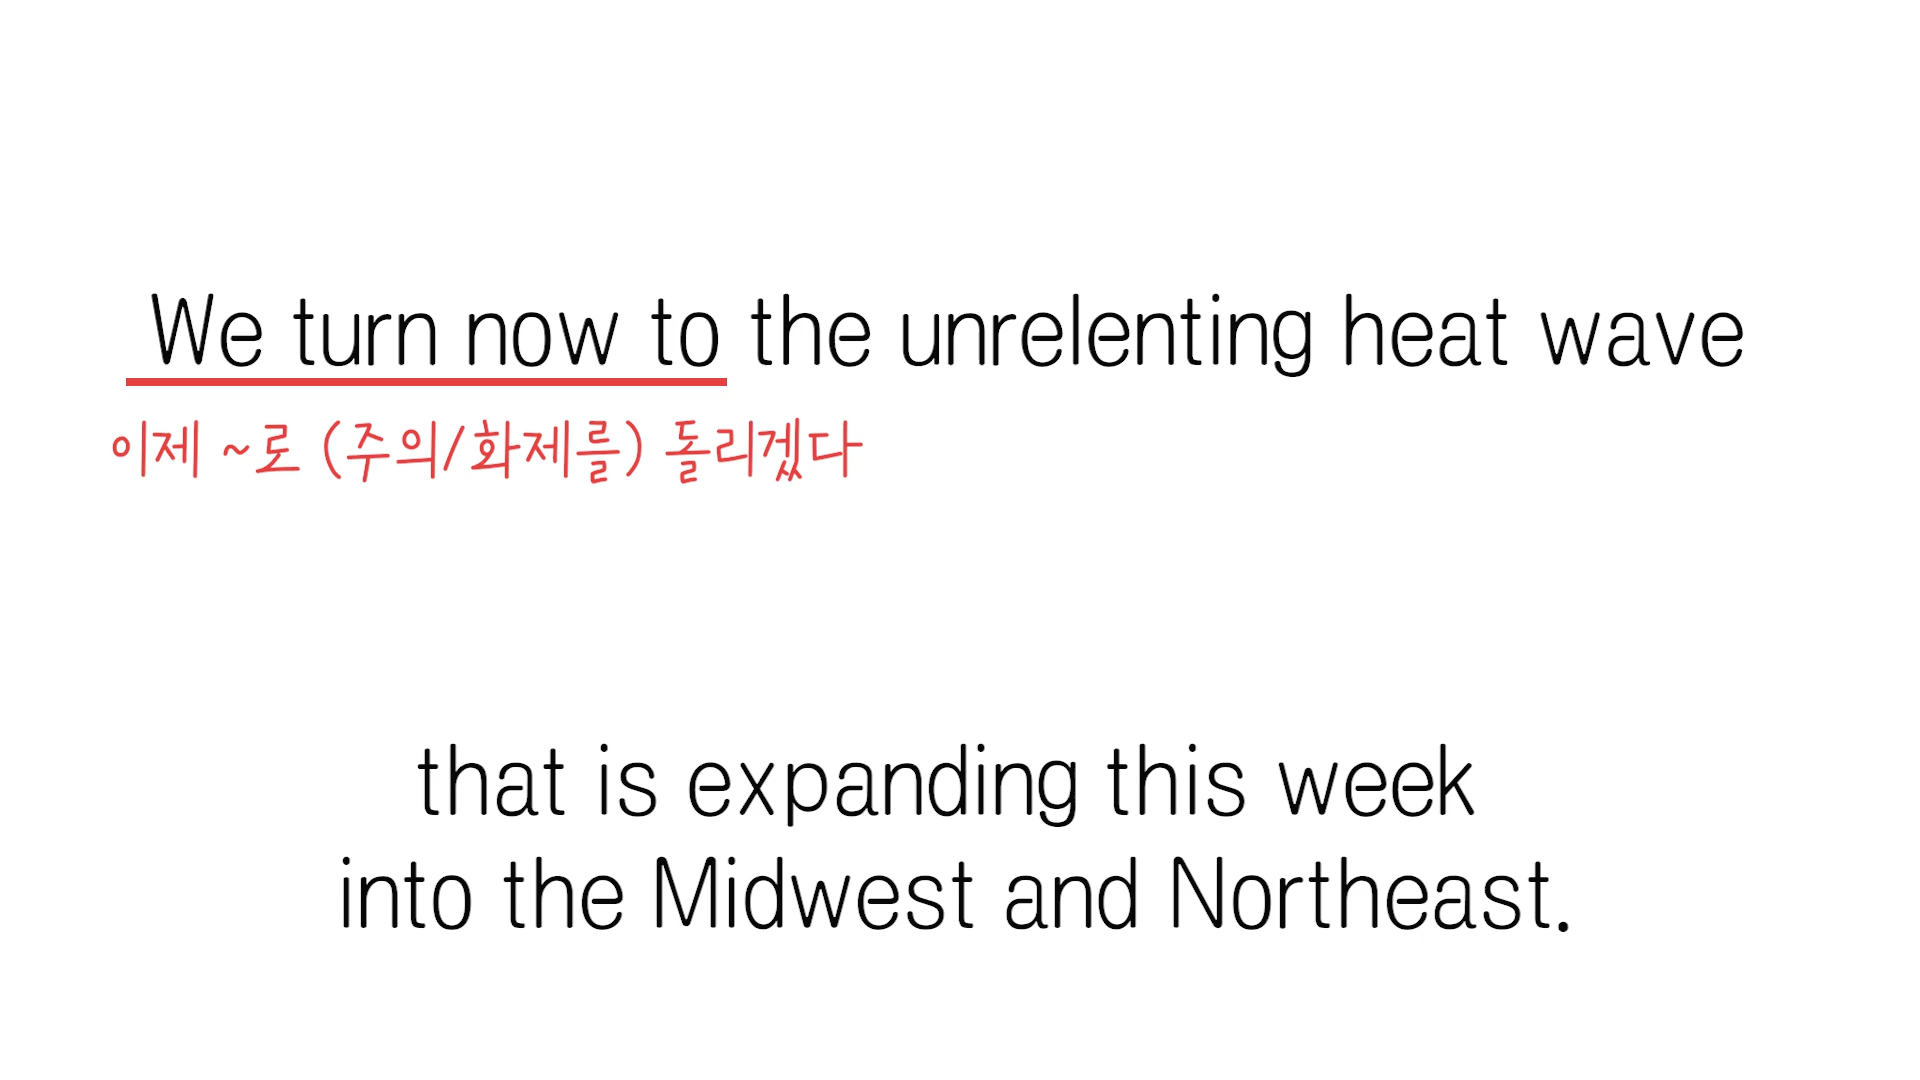 We turn now to the unrelenting heat wave
이제 ~로 (주의/화제를) 돌리겠다
that is expanding this week
into the Midwest and Northeast.